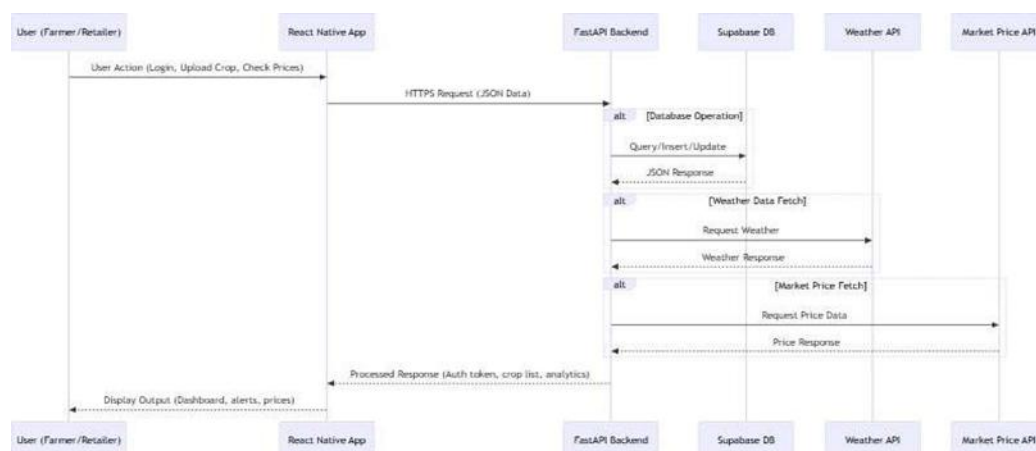 User (Farmer/Retailer)
React Native App
FastAPI Backend
Supabase DB
Weather API
Market Price API
User Action (Login, Upload Crop, Check Prices)
HTTPS Request (JSON Data)
alt [Database Operation]
Query/Insert/Update
JSON Response
alt [Weather Data Fetch]
Request Weather
Weather Response
alt [Market Price Fetch]
Request Price Data
Price Response
Processed Response (Auth token, crop list, analytics)
Display Output (Dashboard, alerts, prices)
User (Farmer/Retailer)
React Native App
FastAPI Backend
Supabase DB
Weather API
Market Price API